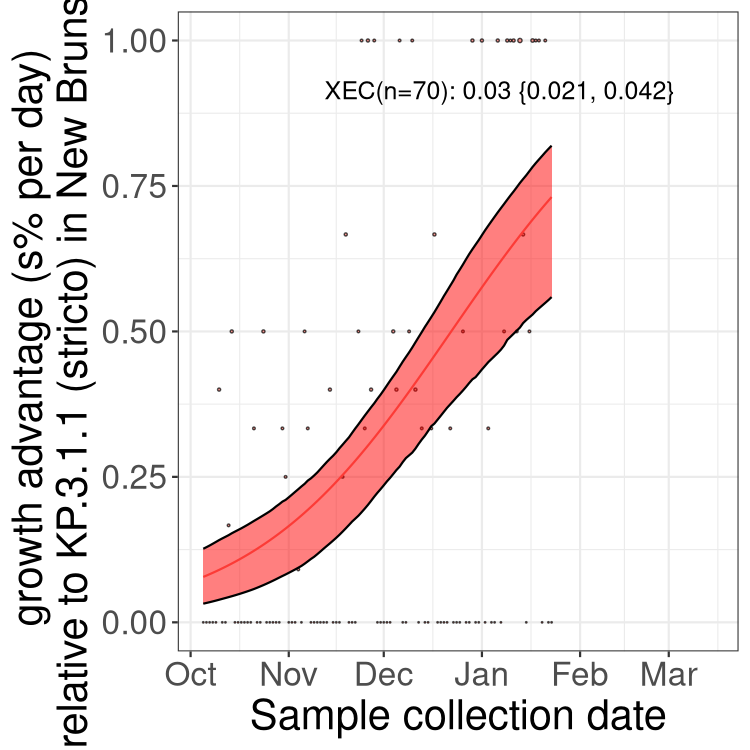 growth advantage (s% per day)
relative to KP.3.1.1 (stricto) in New Bruns
1.00
0.75
0.50
0.25
0.00
XEC(n=70): 0.03 {0.021, 0.042}
Oct Nov Dec Jan Feb Mar
Sample collection date